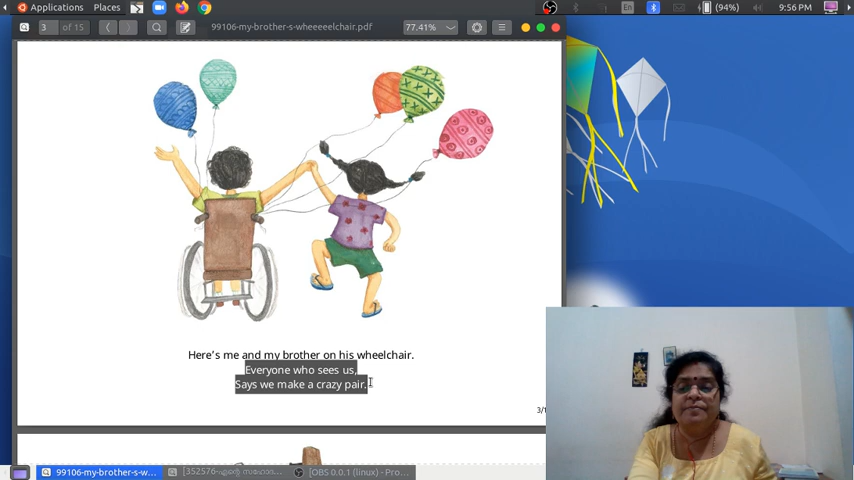 Applications Places En (94%) 9:56 PM
3 of 15 99106-my-brother-s-wheeeeelchair.pdf 77.41%
Here's me and my brother on his wheelchair.
Everyone who sees us,
Says we make a crazy pair.
3/1
99106-my-brother-s-w... [OBS 0.0.1 (linux) - Pro...